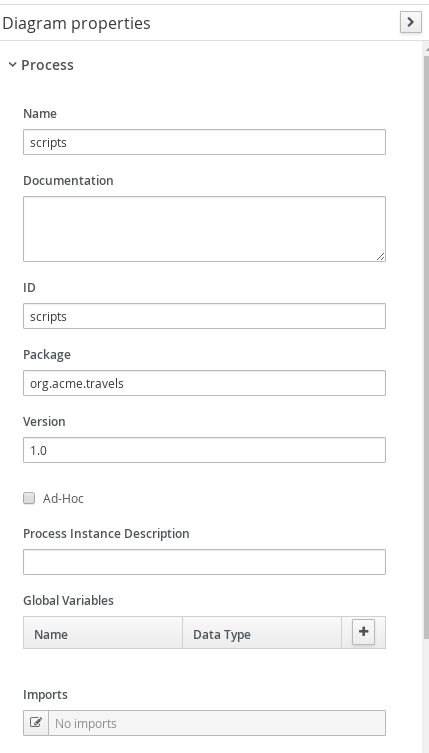 Diagram properties
Process
Name
scripts
Documentation
ID
scripts
Package
org.acme.travels
Version
1.0
Ad-Hoc
Process Instance Description
Global Variables
Name Data Type
Imports
No imports